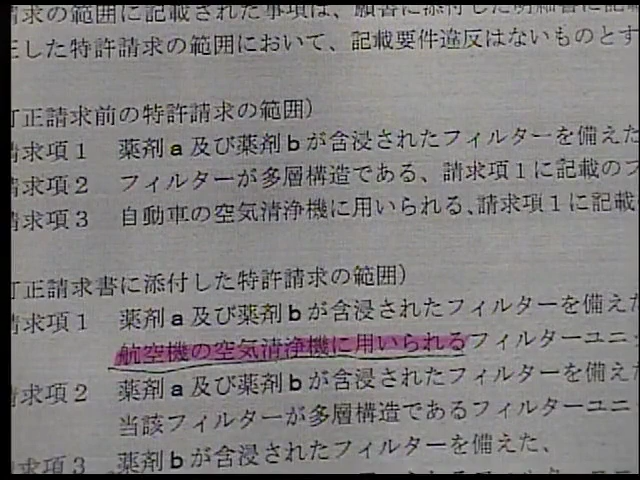 請求の範囲に記載された事項は、願書に添付した明細書に記
正した特許請求の範囲において、記載要件違反はないものとす
訂正請求前の特許請求の範囲）
請求項１　薬剤ａ及び薬剤ｂが含浸されたフィルターを備えた
請求項２　フィルターが多層構造である、請求項１に記載のフ
請求項３　自動車の空気清浄機に用いられる、請求項１に記載
訂正請求書に添付した特許請求の範囲）
請求項１　薬剤ａ及び薬剤ｂが含浸されたフィルターを備えた
航空機の空気清浄機に用いられるフィルターユニッ
請求項２　薬剤ａ及び薬剤ｂが含浸されたフィルターを備えた
当該フィルターが多層構造であるフィルターユニ
請求項３　薬剤ｂが含浸されたフィルターを備えた、